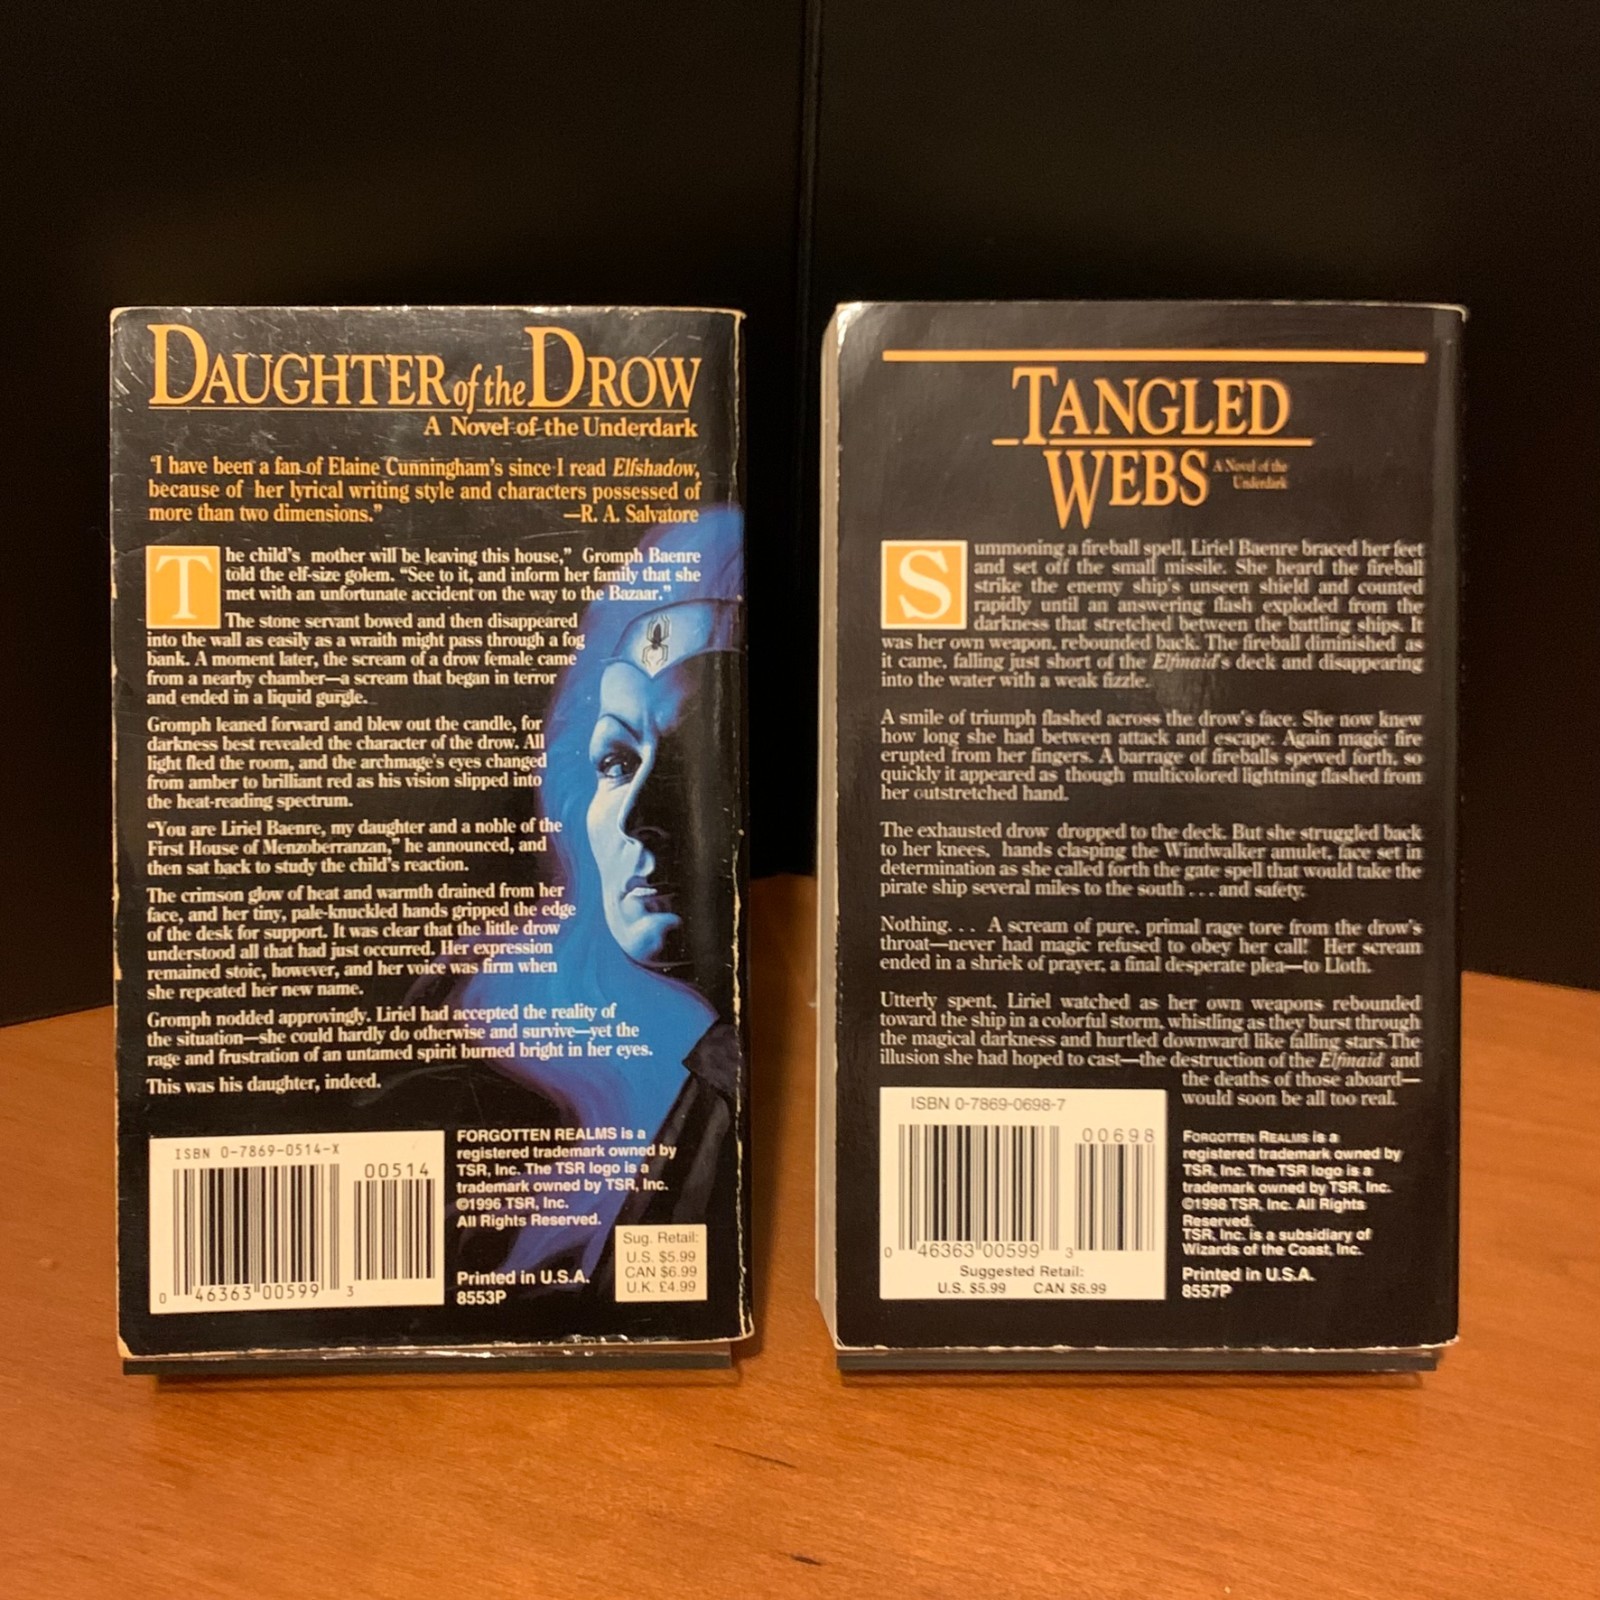 DAUGHTER of the DROW
A Novel of the Underdark
"I have been a fan of Elaine Cunningham's since I read Elfshadow,
because of her lyrical writing style and characters possessed of
more than two dimensions."
—R. A. Salvatore
The child's mother will be leaving this house," Gromph Baenre
told the elf-size golem. "See to it, and inform her family that she
met with an unfortunate accident on the way to the Bazaar."
The stone servant bowed and then disappeared
into the wall as easily as a wraith might pass through a fog
bank. A moment later, the scream of a drow female came
from a nearby chamber—a scream that began in terror
and ended in a liquid gurgle.
Gromph leaned forward and blew out the candle, for
darkness best revealed the character of the drow. All
light fled the room, and the archmage's eyes changed
from amber to brilliant red as his vision slipped into
the heat-reading spectrum.
"You are Liriel Baenre, my daughter and a noble of the
First House of Menzoberranzan," he announced, and
then sat back to study the child's reaction.
The crimson glow of heat and warmth drained from her
face, and her tiny, pale-knuckled hands gripped the edge
of the desk for support. It was clear that the little drow
understood all that had just occurred. Her expression
remained stoic, however, and her voice was firm when
she repeated her new name.
Gromph nodded approvingly. Liriel had accepted the reality of
the situation—she could hardly do otherwise and survive—yet the
rage and frustration of an untamed spirit burned bright in her eyes.
This was his daughter, indeed.
ISBN 0-7869-0514-X
00514
0 46363 00599 3
FORGOTTEN REALMS is a
registered trademark owned by
TSR, Inc. The TSR logo is a
trademark owned by TSR, Inc.
©1996 TSR, Inc.
All Rights Reserved.
Printed in U.S.A.
8553P
Sug. Retail:
U.S. $5.99
CAN $6.99
U.K. £4.99
TANGLED
WEBS
A Novel of the
Underdark
Summoning a fireball spell, Liriel Baenre braced her feet
and set off the small missile. She heard the fireball
strike the enemy ship's unseen shield and counted
rapidly until an answering flash exploded from the
darkness that stretched between the battling ships. It
was her own weapon, rebounded back. The fireball diminished as
it came, falling just short of the Elfmaid's deck and disappearing
into the water with a weak fizzle.
A smile of triumph flashed across the drow's face. She now knew
how long she had between attack and escape. Again magic fire
erupted from her fingers. A barrage of fireballs spewed forth, so
quickly it appeared as though multicolored lightning flashed from
her outstretched hand.
The exhausted drow dropped to the deck. But she struggled back
to her knees, hands clasping the Windwalker amulet, face set in
determination as she called forth the gate spell that would take the
pirate ship several miles to the south . . . and safety.
Nothing. . . A scream of pure, primal rage tore from the drow's
throat—never had magic refused to obey her call! Her scream
ended in a shriek of prayer, a final desperate plea—to Lloth.
Utterly spent, Liriel watched as her own weapons rebounded
toward the ship in a colorful storm, whistling as they burst through
the magical darkness and hurtled downward like falling stars.The
illusion she had hoped to cast—the destruction of the Elfmaid and
the deaths of those aboard—
would soon be all too real.
ISBN 0-7869-0698-7
00698
0 46363 00599 3
Suggested Retail:
U.S. $5.99 CAN $6.99
FORGOTTEN REALMS is a
registered trademark owned by
TSR, Inc. The TSR logo is a
trademark owned by TSR, Inc.
©1998 TSR, Inc. All Rights
Reserved.
TSR, Inc. is a subsidiary of
Wizards of the Coast, Inc.
Printed in U.S.A.
8557P